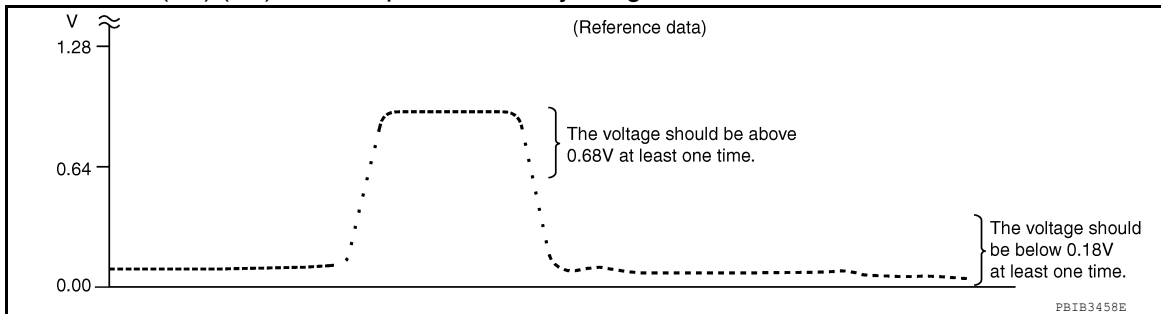 V
(Reference data)
1.28
The voltage should be above
0.68V at least one time.
0.64
The voltage should
be below 0.18V
at least one time.
0.00
PBIB3458E